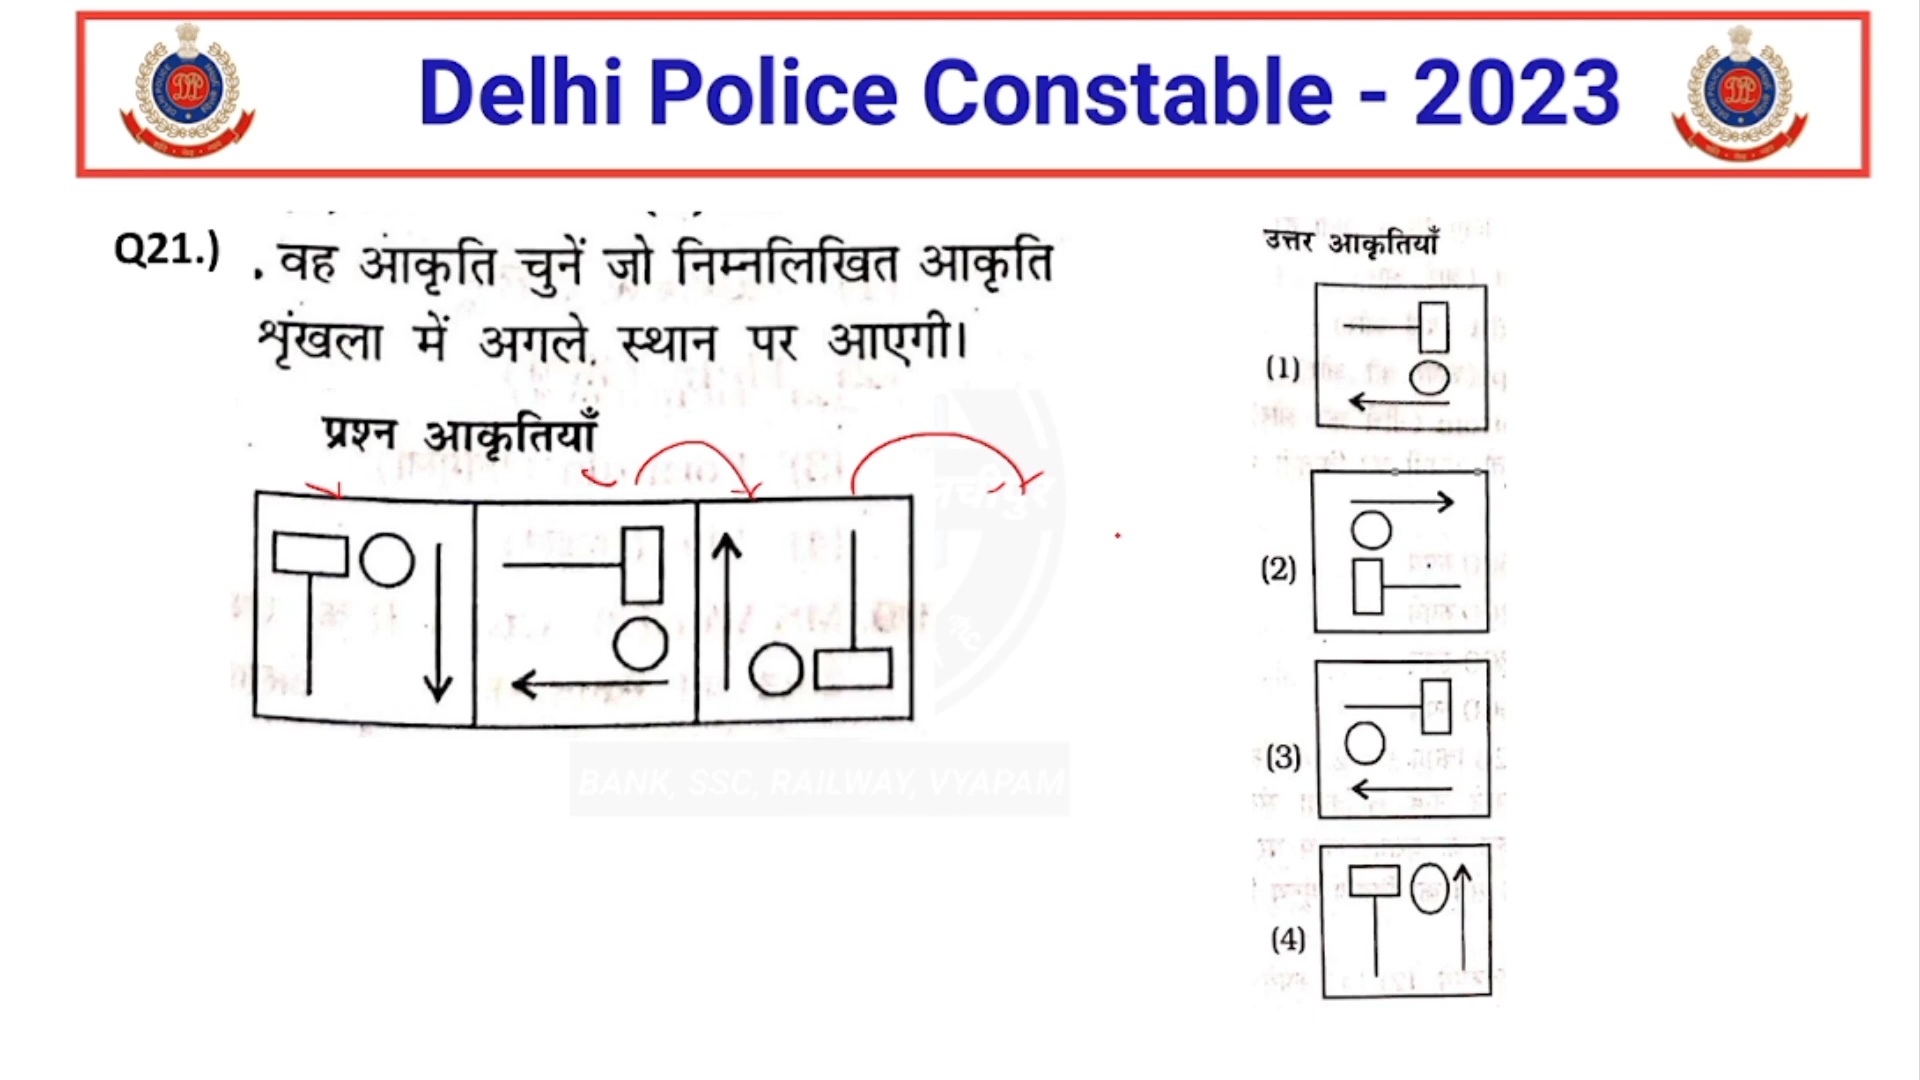 Delhi Police Constable - 2023
Q21.) . वह आकृति चुनें जो निम्नलिखित आकृति
शृंखला में अगले स्थान पर आएगी।
प्रश्न आकृतियाँ
उत्तर आकृतियाँ
(1)
(2)
(3)
(4)
BANK, SSC, RAILWAY, VYAPAM